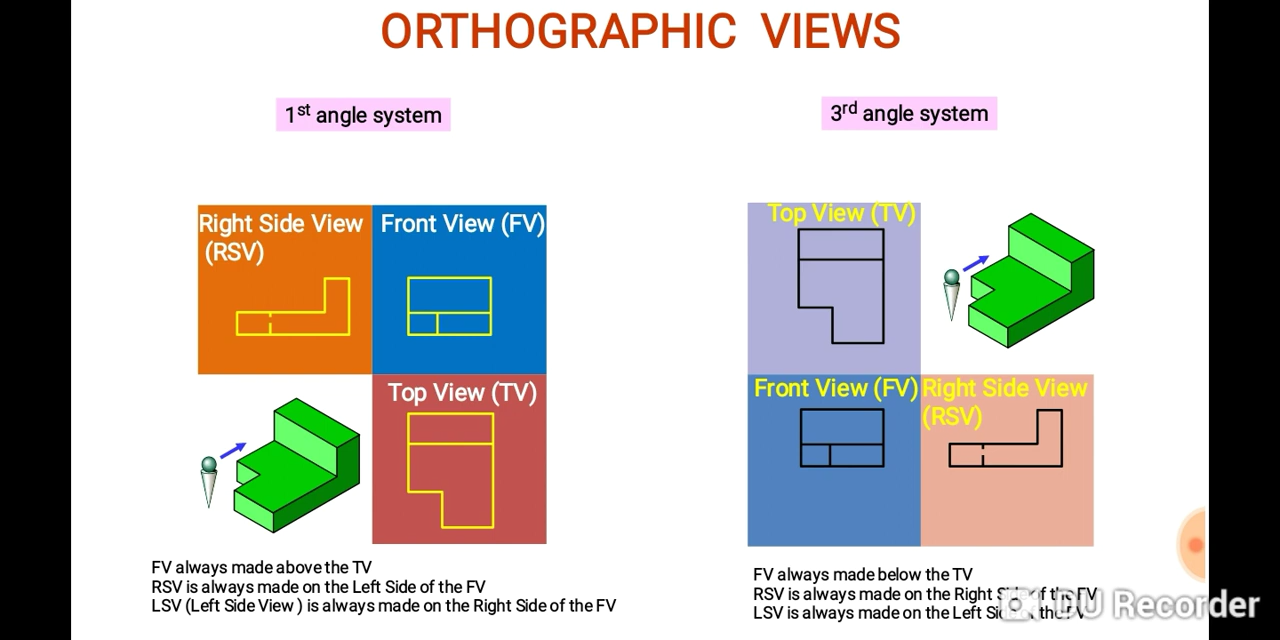 ORTHOGRAPHIC VIEWS
1st angle system
3rd angle system
Right Side View
(RSV)
Front View (FV)
Top View (TV)
FV always made above the TV
RSV is always made on the Left Side of the FV
LSV (Left Side View ) is always made on the Right Side of the FV
Top View (TV)
Front View (FV)
Right Side View
(RSV)
FV always made below the TV
RSV is always made on the Right Side of the FV
LSV is always made on the Left Side of the FV
DU Recorder